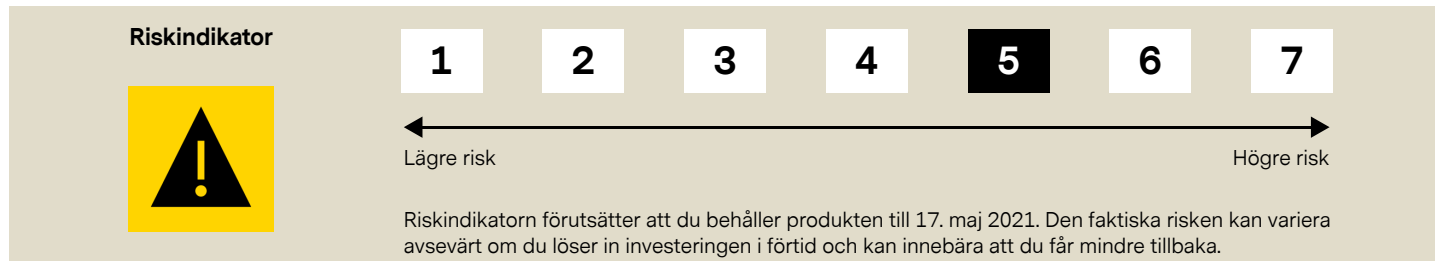 Riskindikator
1 2 3 4 5 6 7
Lägre risk Högre risk
Riskindikatorn förutsätter att du behåller produkten till 17. maj 2021. Den faktiska risken kan variera
avsevärt om du löser in investeringen i förtid och kan innebära att du får mindre tillbaka.